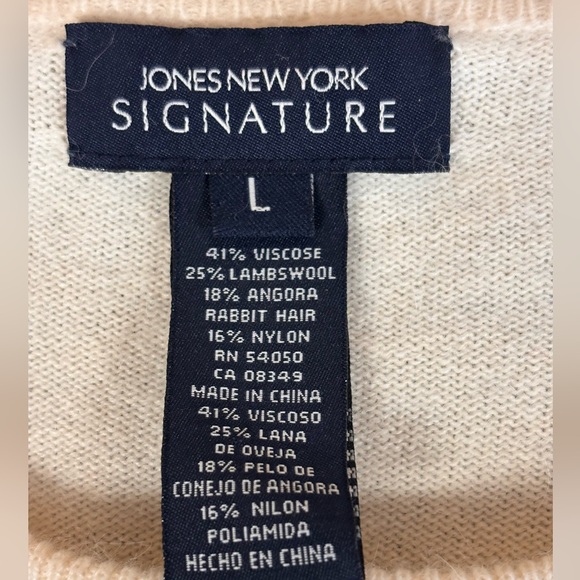 JONES NEW YORK
SIGNATURE
L
41% VISCOSE
25% LAMBSWOOL
18% ANGORA
RABBIT HAIR
16% NYLON
RN 54050
CA 08349
MADE IN CHINA
41% VISCOSO
25% LANA
DE OVEJA
18% PELO DE
CONEJO DE ANGORA
16% NILON
POLIAMIDA
HECHO EN CHINA